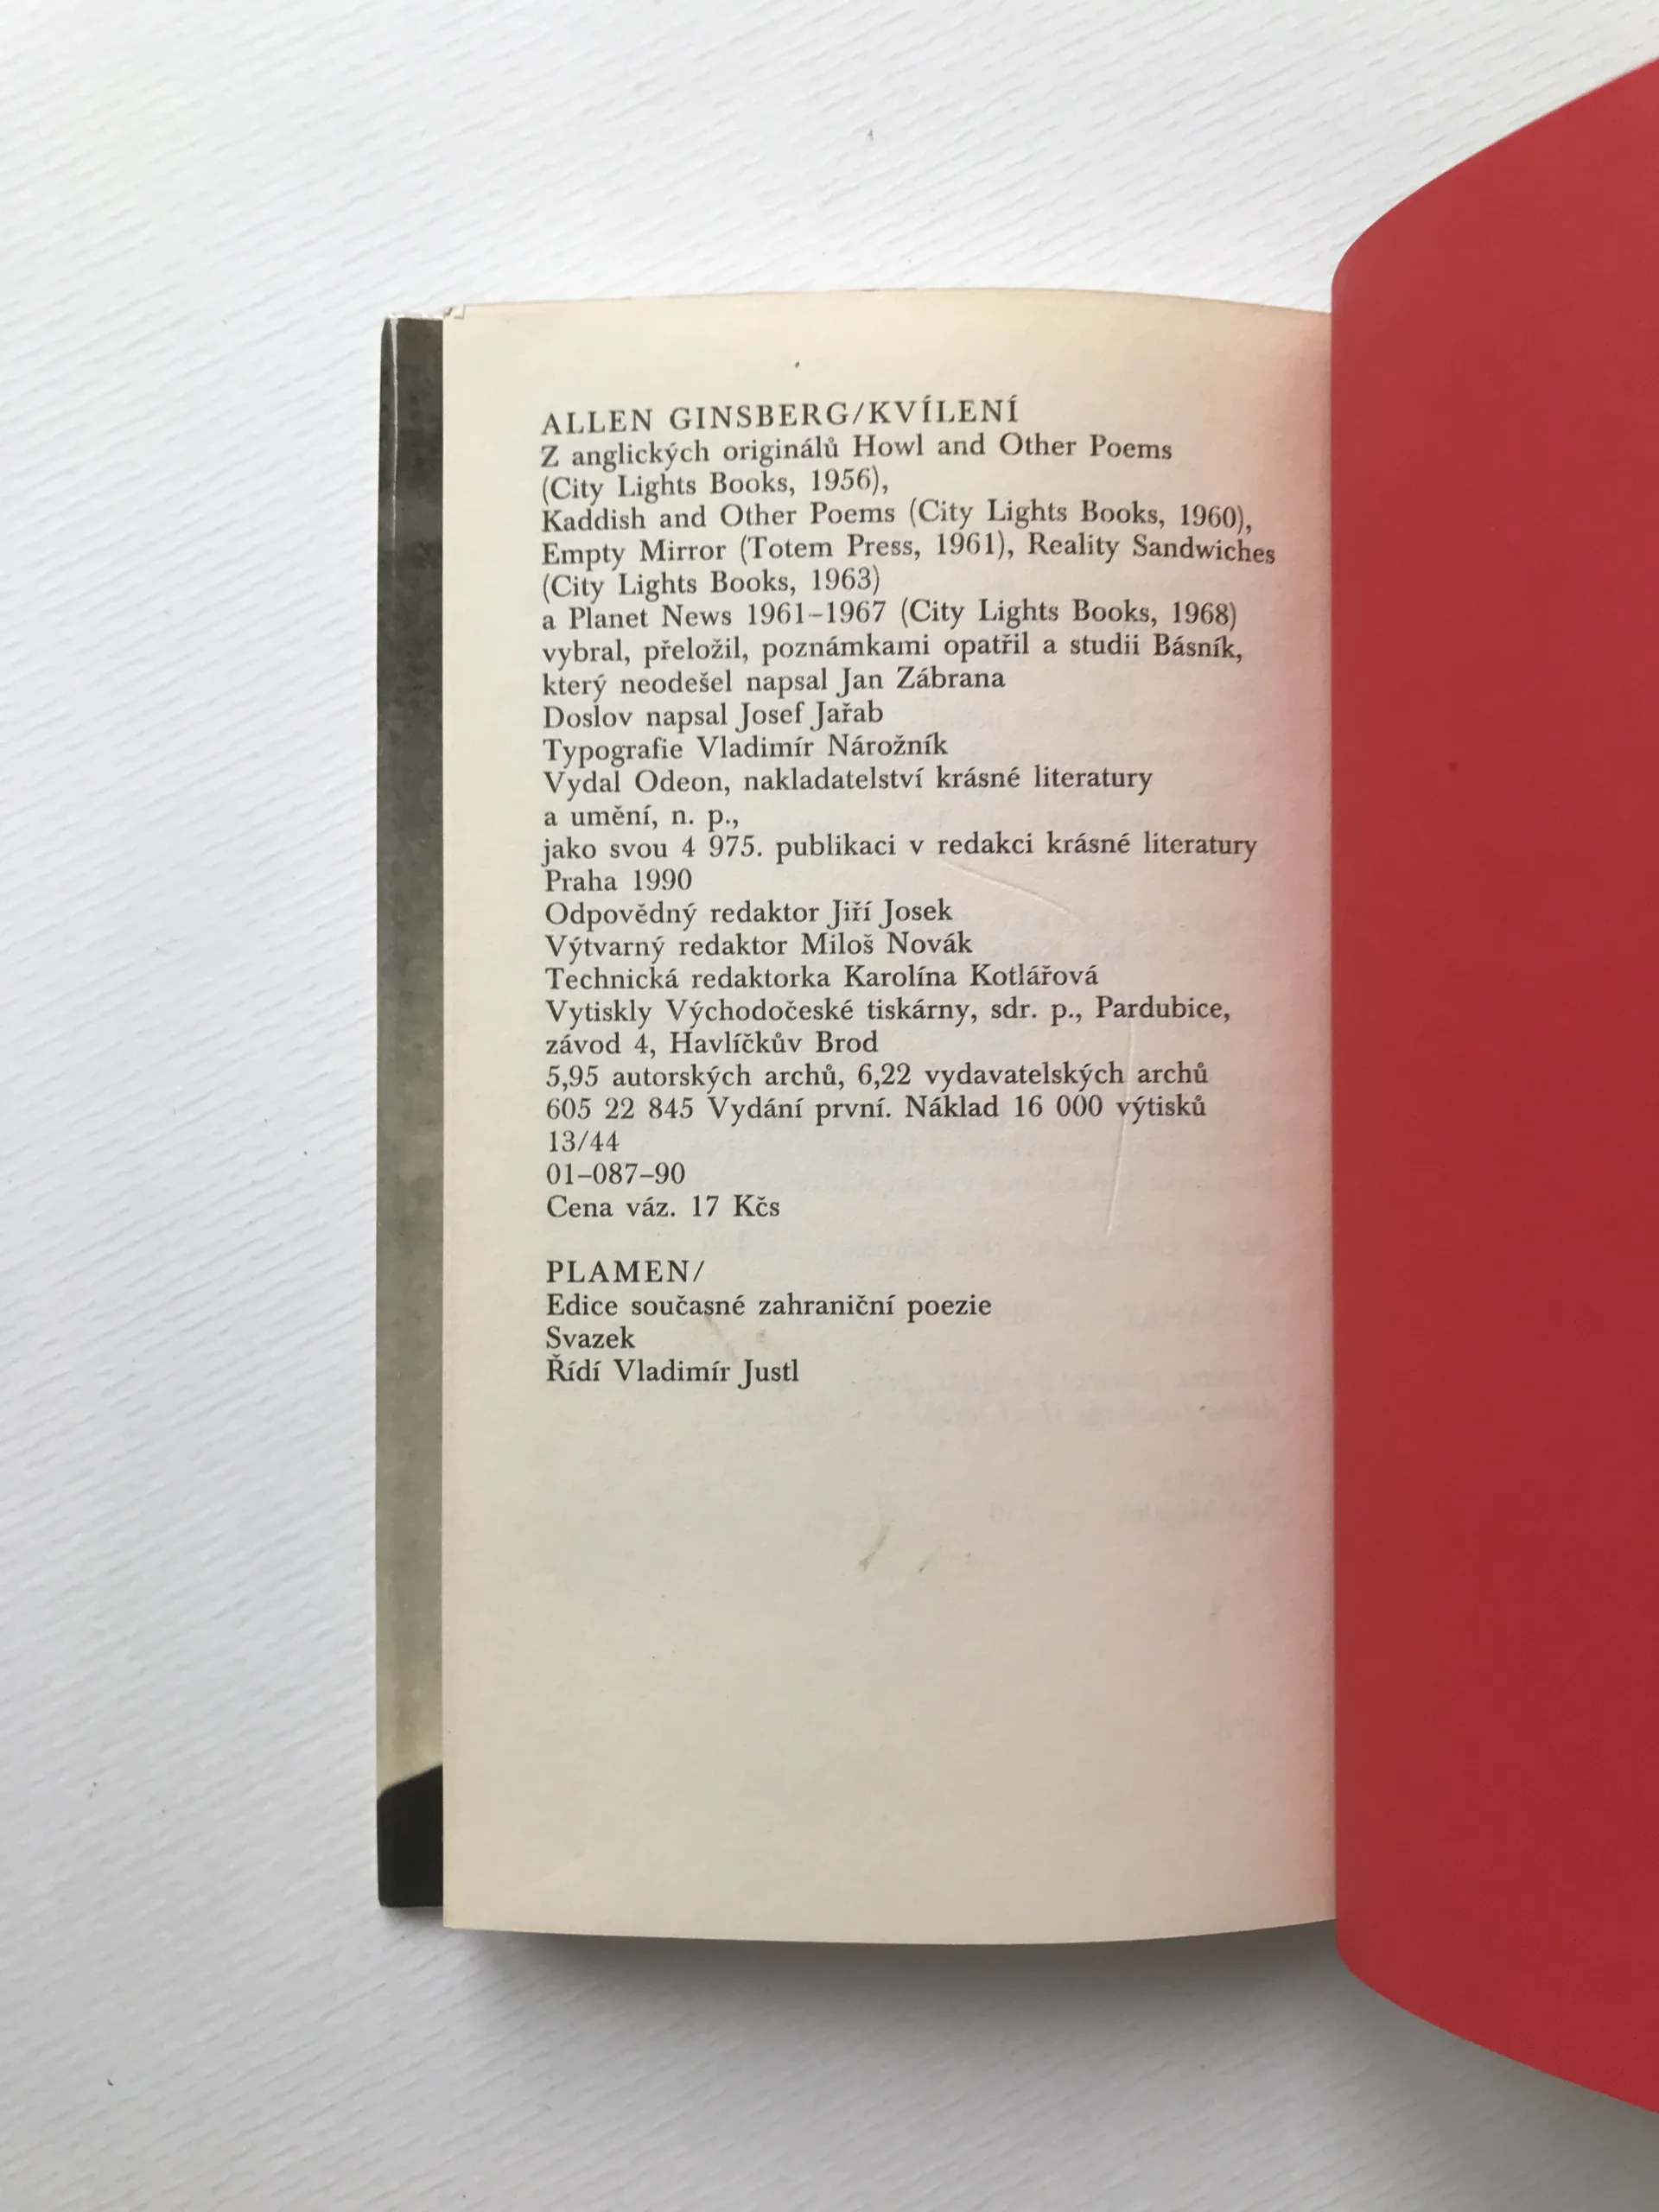 ALLEN GINSBERG/KVÍLENÍ
Z anglických originálů Howl and Other Poems
(City Lights Books, 1956),
Kaddish and Other Poems (City Lights Books, 1960),
Empty Mirror (Totem Press, 1961), Reality Sandwiches
(City Lights Books, 1963)
a Planet News 1961–1967 (City Lights Books, 1968)
vybral, přeložil, poznámkami opatřil a studii Básník,
který neodešel napsal Jan Zábrana
Doslov napsal Josef Jařab
Typografie Vladimír Nárožník
Vydal Odeon, nakladatelství krásné literatury
a umění, n. p.,
jako svou 4 975. publikaci v redakci krásné literatury
Praha 1990
Odpovědný redaktor Jiří Josek
Výtvarný redaktor Miloš Novák
Technická redaktorka Karolína Kotlářová
Vytiskly Východočeské tiskárny, sdr. p., Pardubice,
závod 4, Havlíčkův Brod
5,95 autorských archů, 6,22 vydavatelských archů
605 22 845 Vydání první. Náklad 16 000 výtisků
13/44
01–087–90
Cena váz. 17 Kčs
PLAMEN/
Edice současné zahraniční poezie
Svazek
Řídí Vladimír Justl